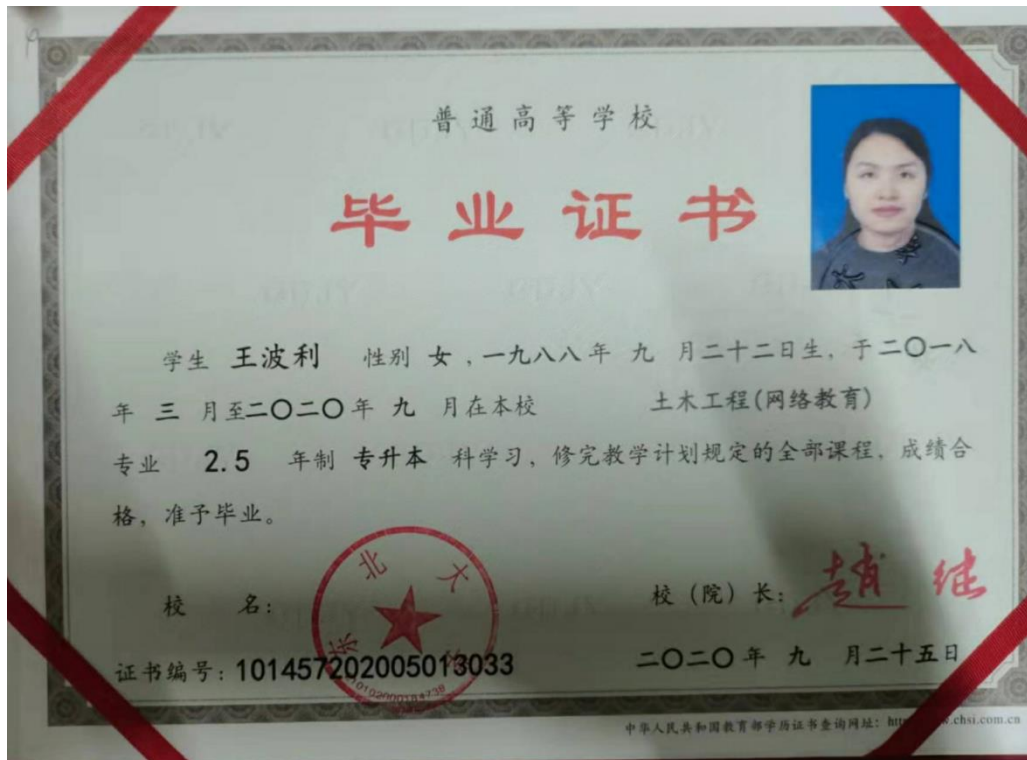 普通高等学校
毕业证书
学生 王波利 性别 女，一九八八年 九 月二十二日生，于二〇一八
年 三 月至二〇二〇年 九 月在本校 土木工程(网络教育)
专业 2.5 年制 专升本 科学习，修完教学计划规定的全部课程，成绩合
格，准予毕业。
校 名：
东北大学
校（院）长：赵继
证书编号：101457202005013033
二〇二〇年 九 月二十五日
中华人民共和国教育部学历证书查询网址：